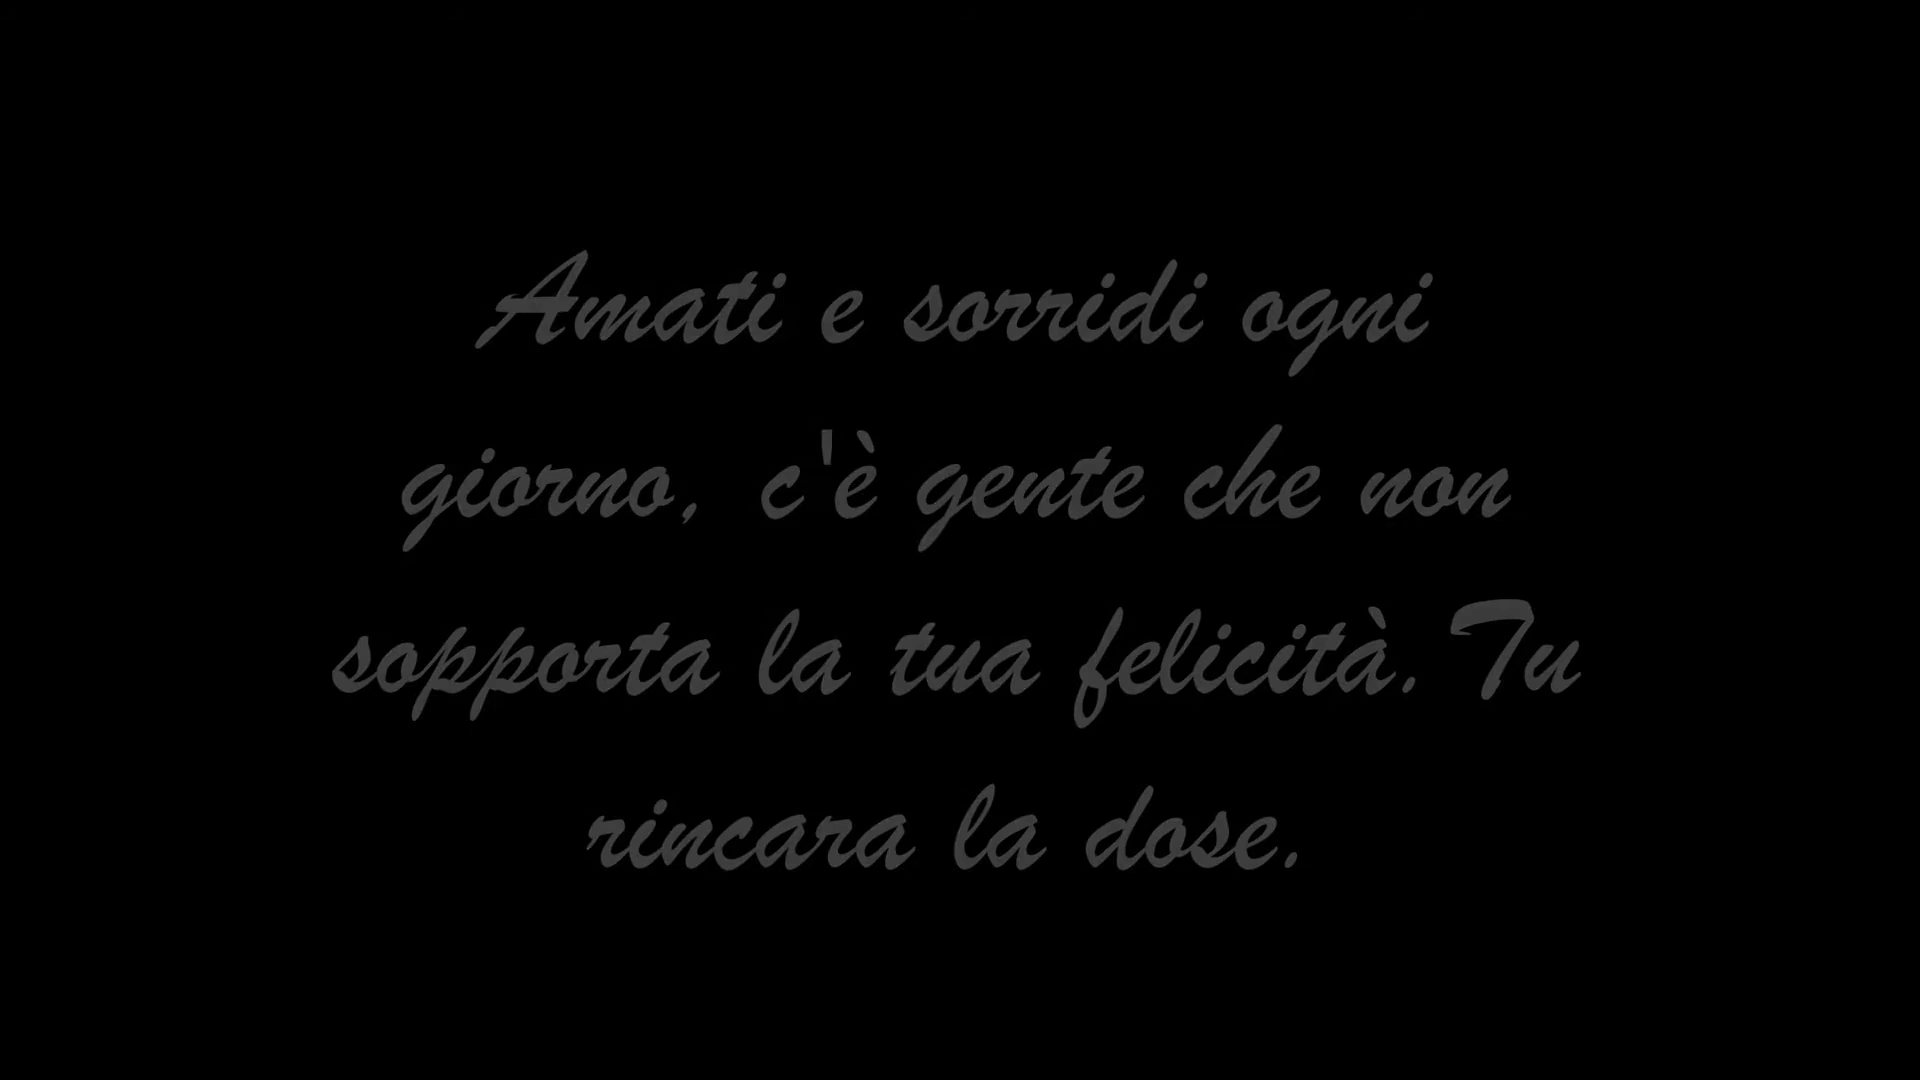 Amati e sorridi ogni
giorno, c'è gente che non
sopporta la tua felicità. Tu
rincara la dose.